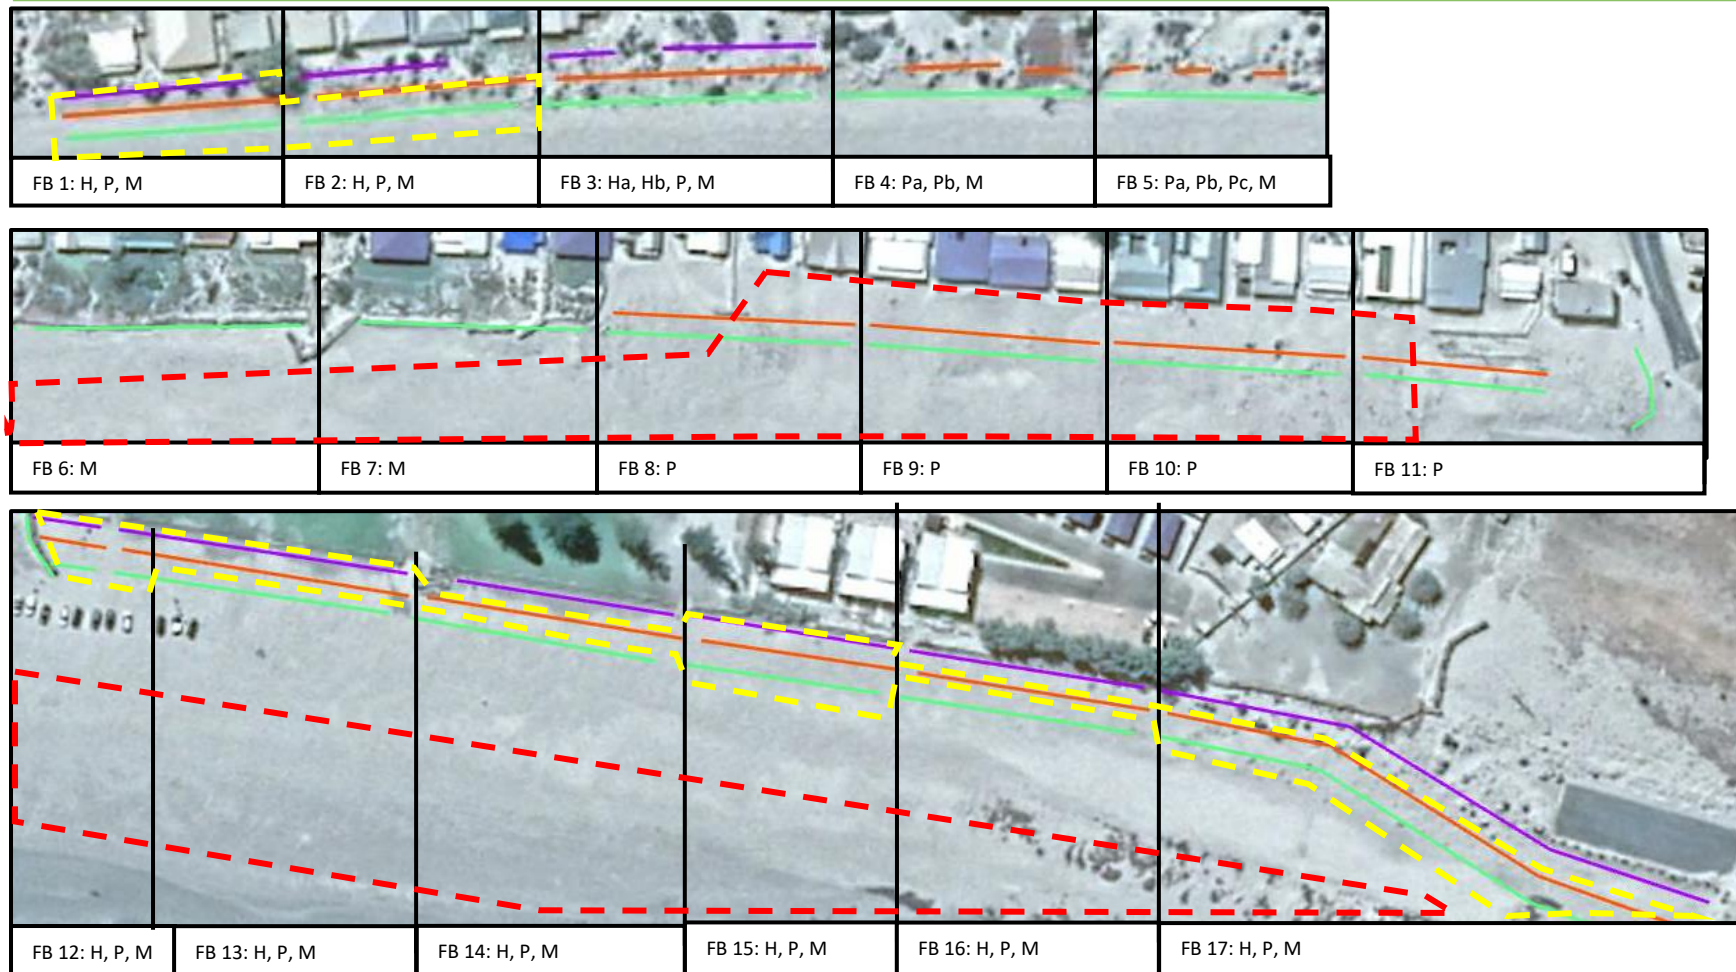 FB 1: H, P, M
FB 2: H, P, M
FB 3: Ha, Hb, P, M
FB 4: Pa, Pb, M
FB 5: Pa, Pb, Pc, M
FB 6: M
FB 7: M
FB 8: P
FB 9: P
FB 10: P
FB 11: P
FB 12: H, P, M
FB 13: H, P, M
FB 14: H, P, M
FB 15: H, P, M
FB 16: H, P, M
FB 17: H, P, M